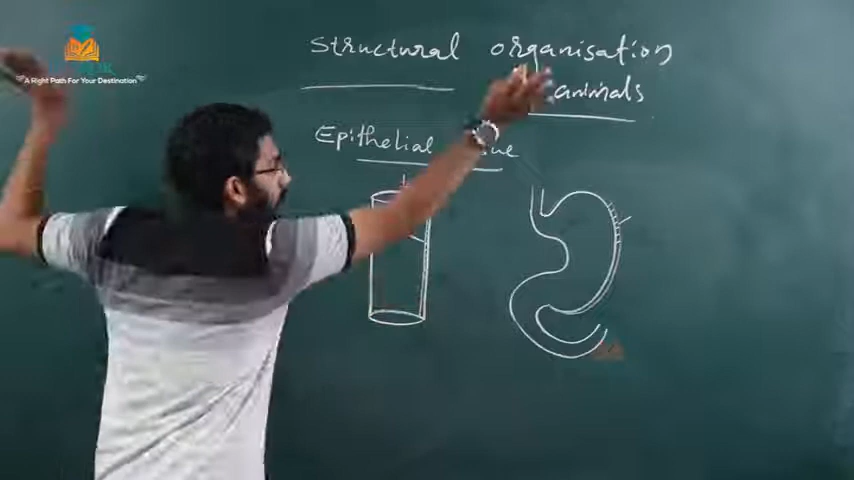 A Right Path For Your Destination
Structural organisation
animals
Epithelial